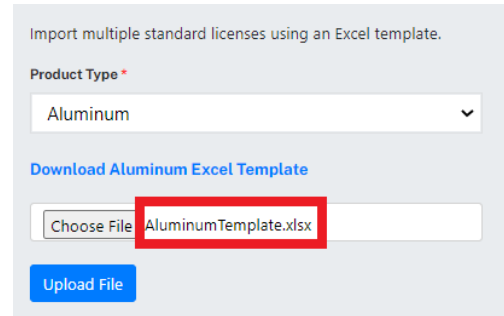 Import multiple standard licenses using an Excel template.
Product Type *
Aluminum
Download Aluminum Excel Template
Choose File AluminumTemplate.xlsx
Upload File